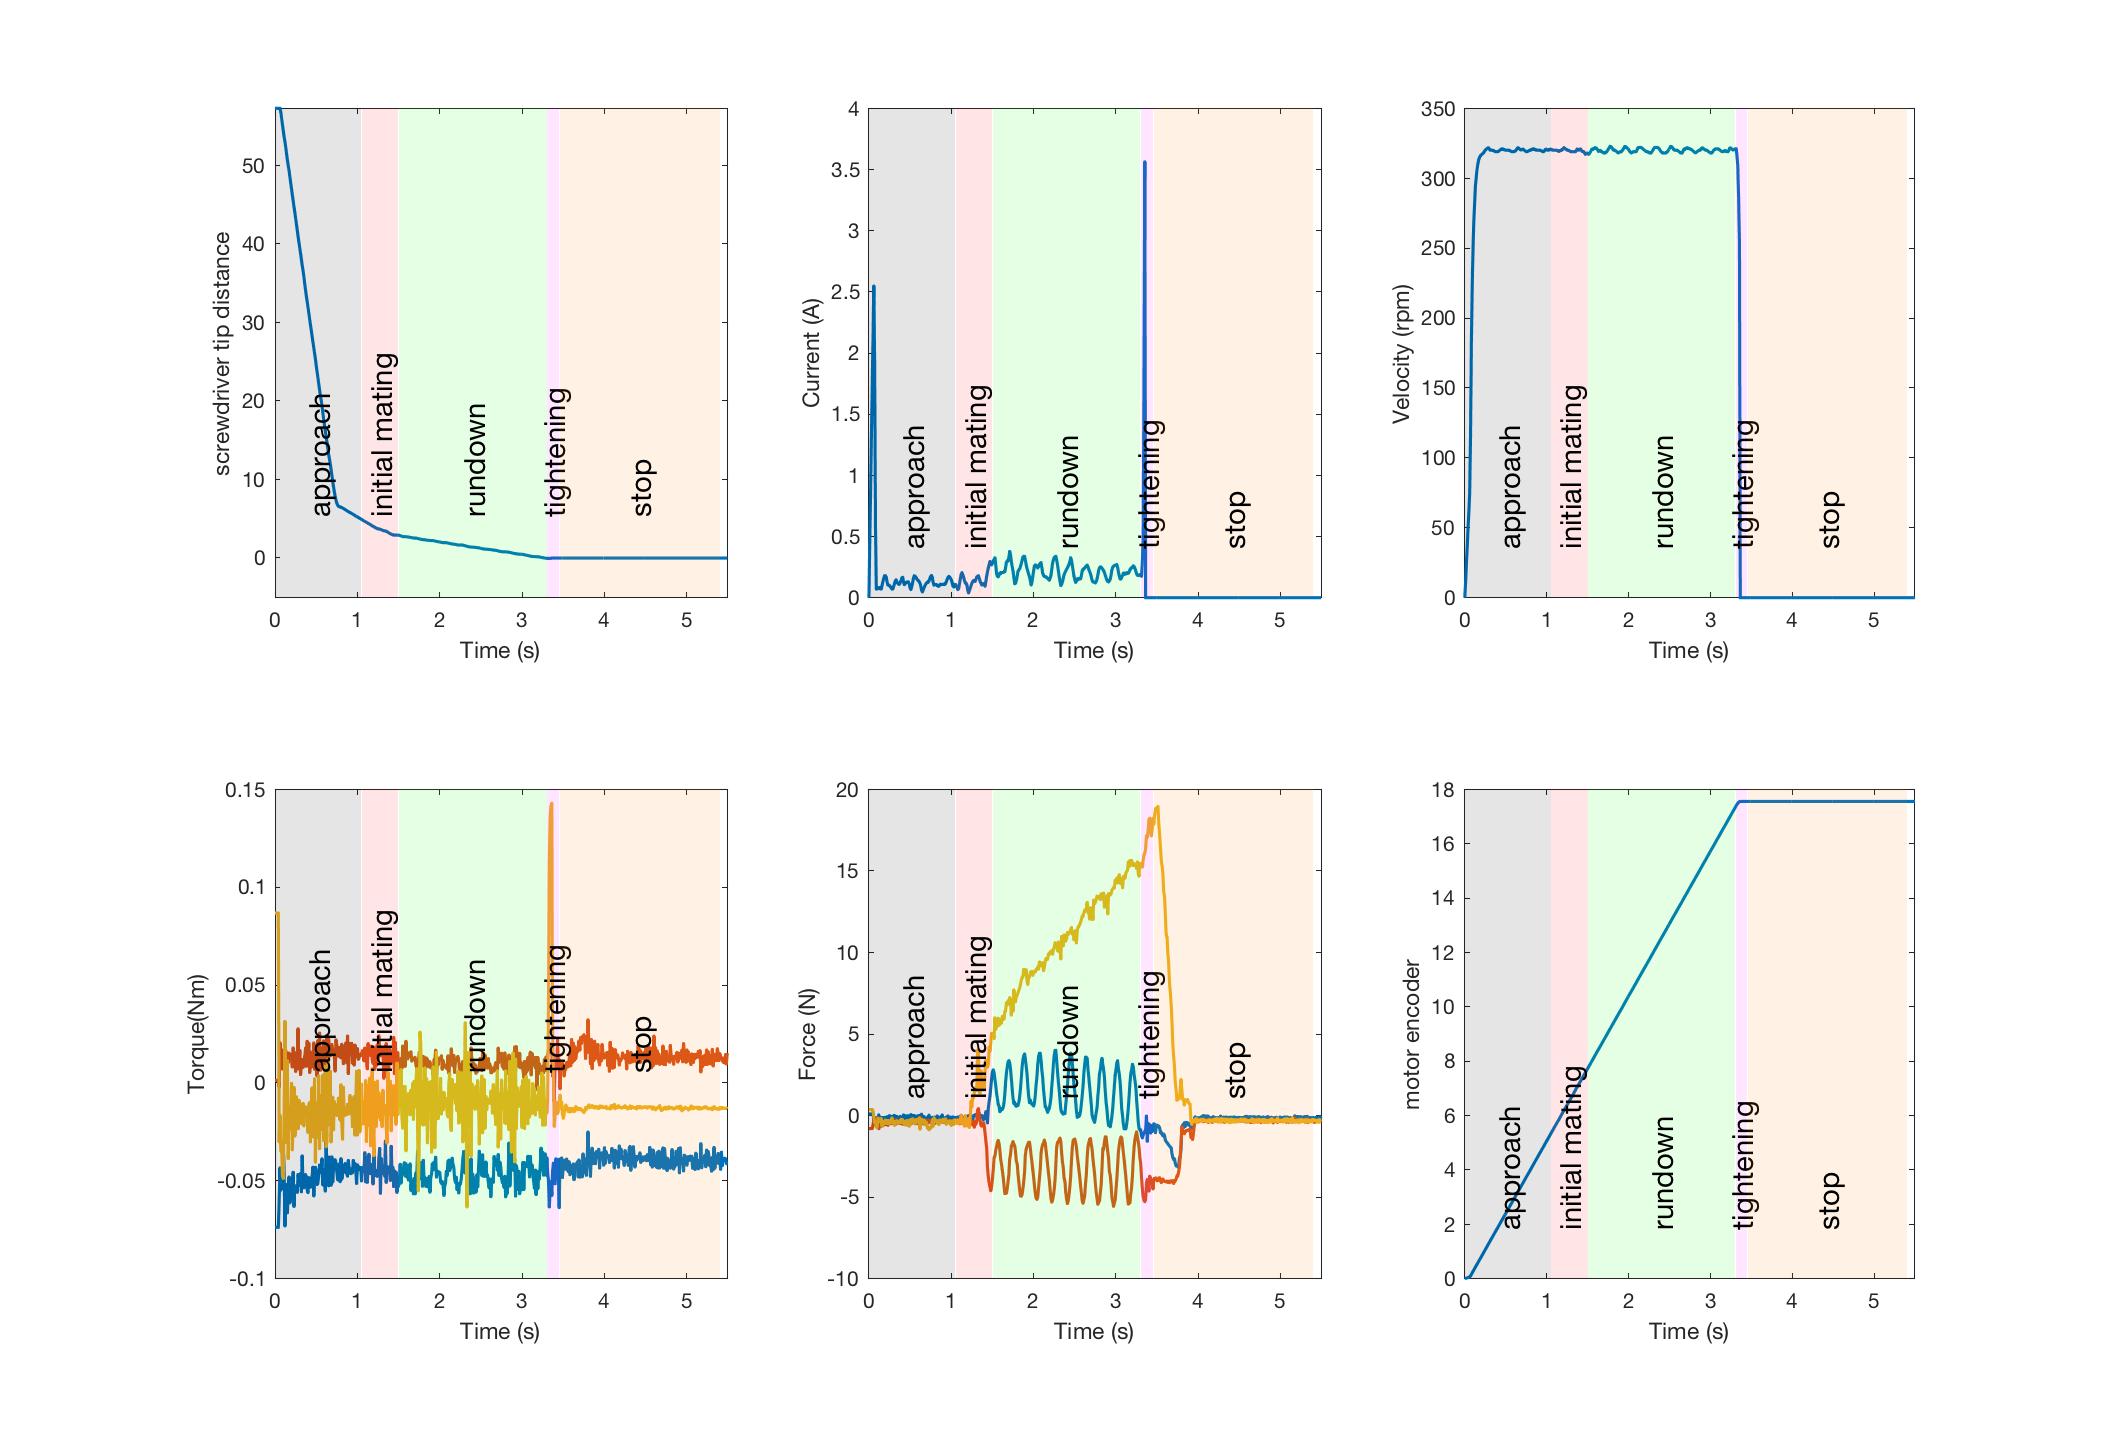 screwdriver tip distance
50
40
30
20
10
0
approach
initial mating
rundown
tightening
stop
0 1 2 3 4 5
Time (s)
Current (A)
4
3.5
3
2.5
2
1.5
1
0.5
0
approach
initial mating
rundown
tightening
stop
0 1 2 3 4 5
Time (s)
Velocity (rpm)
350
300
250
200
150
100
50
0
approach
initial mating
rundown
tightening
stop
0 1 2 3 4 5
Time (s)
Torque(Nm)
0.15
0.1
0.05
0
-0.05
-0.1
approach
initial mating
rundown
tightening
stop
0 1 2 3 4 5
Time (s)
Force (N)
20
15
10
5
0
-5
-10
approach
initial mating
rundown
tightening
stop
0 1 2 3 4 5
Time (s)
motor encoder
18
16
14
12
10
8
6
4
2
0
approach
initial mating
rundown
tightening
stop
0 1 2 3 4 5
Time (s)